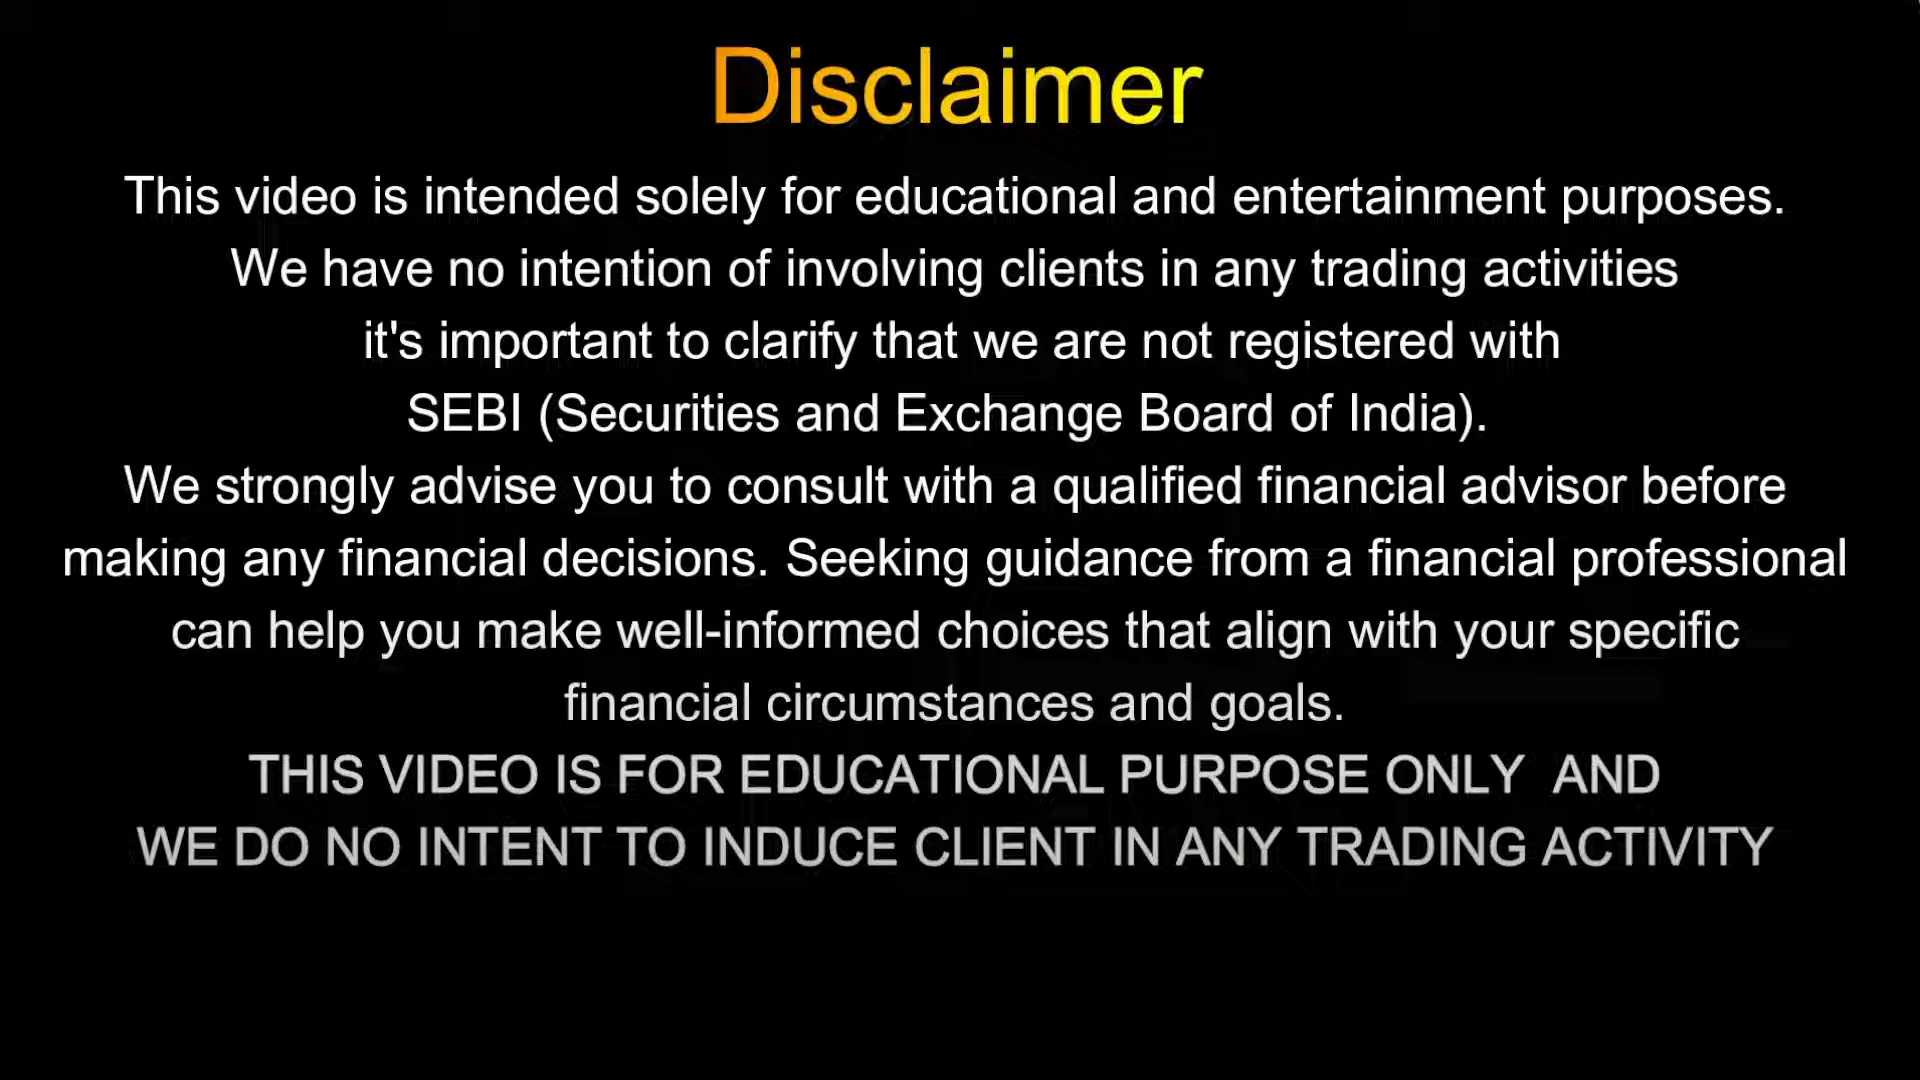 Disclaimer
This video is intended solely for educational and entertainment purposes.
We have no intention of involving clients in any trading activities
it's important to clarify that we are not registered with
SEBI (Securities and Exchange Board of India).
We strongly advise you to consult with a qualified financial advisor before
making any financial decisions. Seeking guidance from a financial professional
can help you make well-informed choices that align with your specific
financial circumstances and goals.
THIS VIDEO IS FOR EDUCATIONAL PURPOSE ONLY  AND
WE DO NO INTENT TO INDUCE CLIENT IN ANY TRADING ACTIVITY